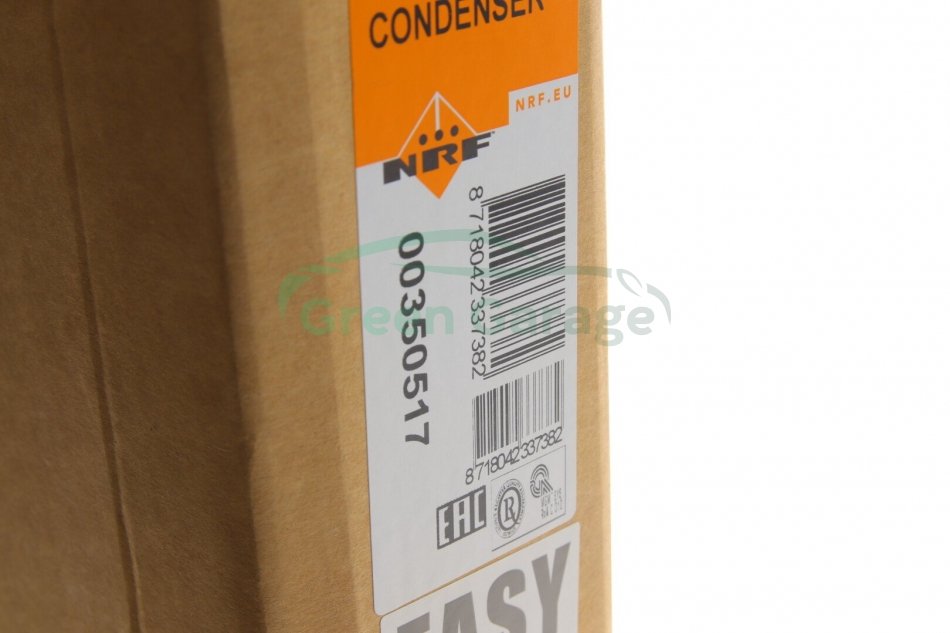 CONDENSER
NRF.EU
NRF
8 718042 337382
00350517
Green Garage
8 718042 337382
EAC
R
EASY